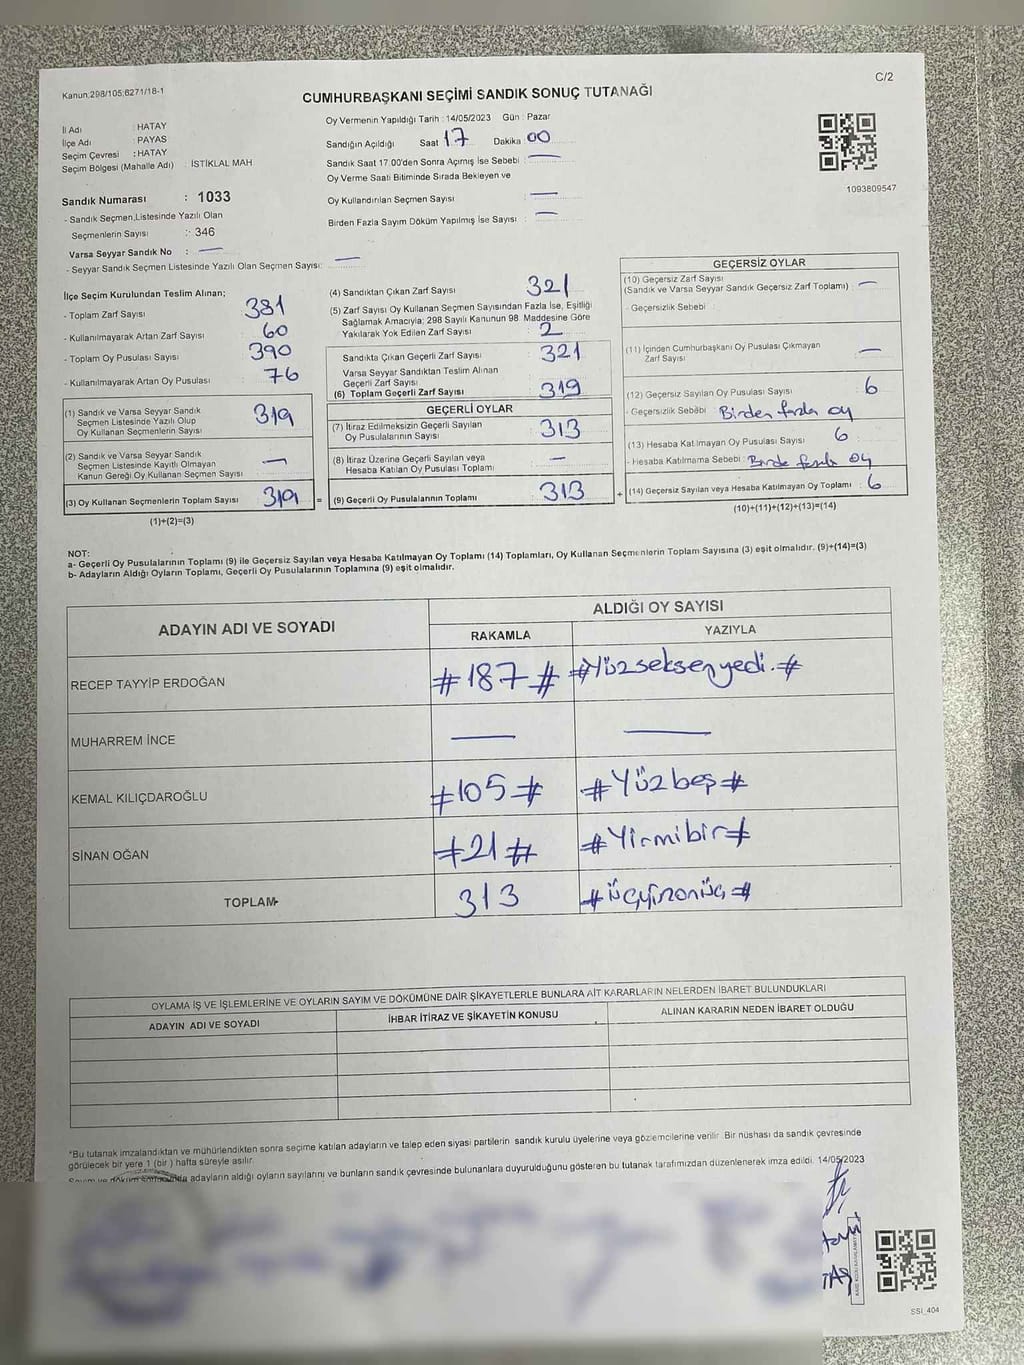 C/2
Kanun:298/105;6271/18-1
CUMHURBAŞKANI SEÇİMİ SANDIK SONUÇ TUTANAĞI
İl Adı : HATAY
İlçe Adı : PAYAS
Seçim Çevresi : HATAY
Seçim Bölgesi (Mahalle Adı) : İSTİKLAL MAH
Sandık Numarası : 1033
- Sandık Seçmen Listesinde Yazılı Olan
Seçmenlerin Sayısı : 346
Varsa Seyyar Sandık No : —
- Seyyar Sandık Seçmen Listesinde Yazılı Olan Seçmen Sayısı: —
Oy Vermenin Yapıldığı Tarih : 14/05/2023 Gün : Pazar
Sandığın Açıldığı Saat 17 Dakika 00
Sandık Saat 17:00'den Sonra Açımış İse Sebebi : —
Oy Verme Saati Bitiminde Sırada Bekleyen ve
Oy Kullandırılan Seçmen Sayısı : —
Birden Fazla Sayım Döküm Yapılmış İse Sayısı : —
1093809547
İlçe Seçim Kurulundan Teslim Alınan;
- Toplam Zarf Sayısı 381
- Kullanılmayarak Artan Zarf Sayısı 60
- Toplam Oy Pusulası Sayısı 390
- Kullanılmayarak Artan Oy Pusulası 76
(1) Sandık ve Varsa Seyyar Sandık
Seçmen Listesinde Yazılı Olup
Oy Kullanan Seçmenlerin Sayısı 319
(2) Sandık ve Varsa Seyyar Sandık
Seçmen Listesinde Kayıtlı Olmayan
Kanun Gereği Oy Kullanan Seçmen Sayısı —
(3) Oy Kullanan Seçmenlerin Toplam Sayısı 319 =
(1)+(2)=(3)
(4) Sandıktan Çıkan Zarf Sayısı 321
(5) Zarf Sayısı Oy Kullanan Seçmen Sayısından Fazla İse, Eşitliği
Sağlamak Amacıyla; 298 Sayılı Kanunun 98. Maddesine Göre
Yakılarak Yok Edilen Zarf Sayısı 2
Sandıkta Çıkan Geçerli Zarf Sayısı 321
Varsa Seyyar Sandıktan Teslim Alınan
Geçerli Zarf Sayısı
(6) Toplam Geçerli Zarf Sayısı 319
GEÇERLİ OYLAR
(7) İtiraz Edilmeksizin Geçerli Sayılan
Oy Pusulalarının Sayısı 313
(8) İtiraz Üzerine Geçerli Sayılan veya
Hesaba Katılan Oy Pusulası Toplamı —
(9) Geçerli Oy Pusulalarının Toplamı 313 +
GEÇERSİZ OYLAR
(10) Geçersiz Zarf Sayısı
(Sandık ve Varsa Seyyar Sandık Geçersiz Zarf Toplamı) : —
- Geçersizlik Sebebi :
(11) İçinden Cumhurbaşkanı Oy Pusulası Çıkmayan
Zarf Sayısı —
(12) Geçersiz Sayılan Oy Pusulası Sayısı : 6
- Geçersizlik Sebebi Birden fazla oy
(13) Hesaba Katılmayan Oy Pusulası Sayısı 6
- Hesaba Katılmama Sebebi : Birde fazla oy
(14) Geçersiz Sayılan veya Hesaba Katılmayan Oy Toplamı : 6
(10)+(11)+(12)+(13)=(14)
NOT:
a- Geçerli Oy Pusulalarının Toplamı (9) ile Geçersiz Sayılan veya Hesaba Katılmayan Oy Toplamı (14) Toplamları, Oy Kullanan Seçmenlerin Toplam Sayısına (3) eşit olmalıdır. (9)+(14)=(3)
b- Adayların Aldığı Oyların Toplamı, Geçerli Oy Pusulalarının Toplamına (9) eşit olmalıdır.
ADAYIN ADI VE SOYADI ALDIĞI OY SAYISI
RAKAMLA YAZIYLA
RECEP TAYYİP ERDOĞAN #187# #Yüzseksenyedi.#
MUHARREM İNCE — —
KEMAL KILIÇDAROĞLU #105# #Yüzbeş#
SİNAN OĞAN #21# #Yirmibir#
TOPLAM 313 #üçyüzonüç#
OYLAMA İŞ VE İŞLEMLERİNE VE OYLARIN SAYIM VE DÖKÜMÜNE DAİR ŞİKAYETLERLE BUNLARA AİT KARARLARIN NELERDEN İBARET BULUNDUKLARI
ADAYIN ADI VE SOYADI İHBAR İTİRAZ VE ŞİKAYETİN KONUSU ALINAN KARARIN NEDEN İBARET OLDUĞU
*Bu tutanak imzalandıktan ve mühürlendikten sonra seçime katılan adayların ve talep eden siyasi partilerin sandık kurulu üyelerine vaya gözlemcilerine verilir. Bir nüshası da sandık çevresinde
görülecek bir yere 1 (bir ) hafta süreyle asılır.
Sayım ve döküm sonucunda adayların aldığı oyların sayılarını ve bunların sandık çevresinde bulunanlara duyurulduğunu gösteren bu tutanak tarafımızdan düzenlenerek imza edildi. 14/05/2023
SSI_404